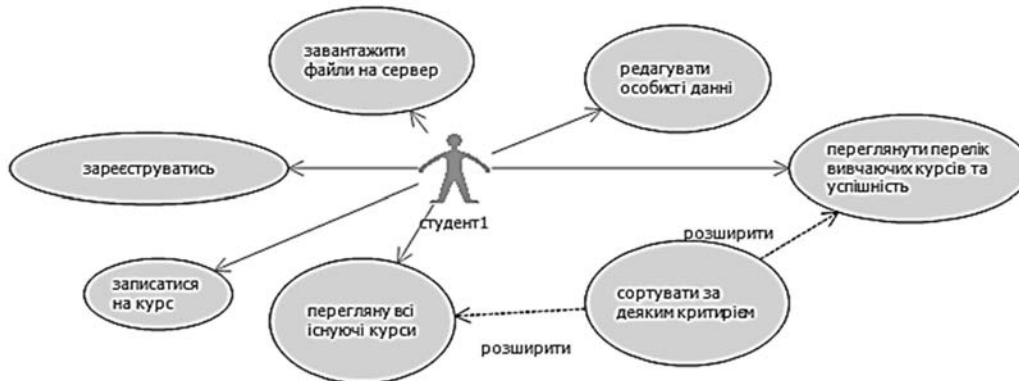 завантажити
файли на сервер
редагувати
особисті данні
зареєструватись
переглянути перелік
вивчаючих курсів та
успішність
студент1
розширити
записатися
на курс
перегляну всі
існуючі курси
сортувати за
деяким критирієм
розширити